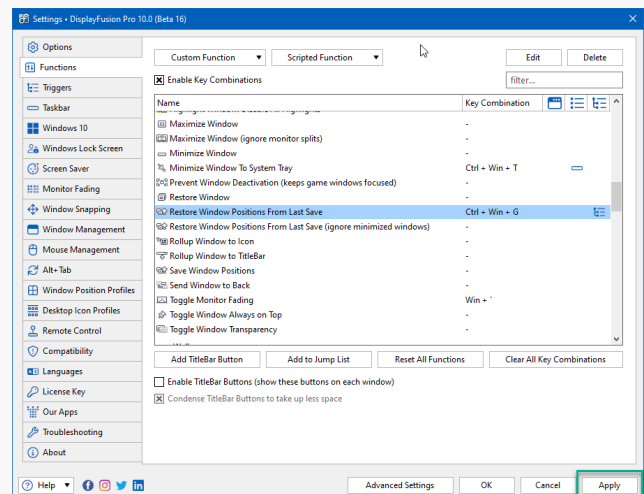 Settings • DisplayFusion Pro 10.0 (Beta 16)
Options
Functions
Triggers
Taskbar
Windows 10
Windows Lock Screen
Screen Saver
Monitor Fading
Window Snapping
Window Management
Mouse Management
Alt+Tab
Window Position Profiles
Desktop Icon Profiles
Remote Control
Compatibility
Languages
License Key
Our Apps
Troubleshooting
About
Custom Function Scripted Function Edit Delete
Enable Key Combinations filter...
Name Key Combination
Maximize Window -
Maximize Window (ignore monitor splits) -
Minimize Window -
Minimize Window To System Tray Ctrl + Win + T
Prevent Window Deactivation (keeps game windows focused) -
Restore Window -
Restore Window Positions From Last Save Ctrl + Win + G
Restore Window Positions From Last Save (ignore minimized windows) -
Rollup Window to Icon -
Rollup Window to TitleBar -
Save Window Positions -
Send Window to Back -
Toggle Monitor Fading Win + `
Toggle Window Always on Top -
Toggle Window Transparency -
Add TitleBar Button Add to Jump List Reset All Functions Clear All Key Combinations
Enable TitleBar Buttons (show these buttons on each window)
Condense TitleBar Buttons to take up less space
Help Advanced Settings OK Cancel Apply